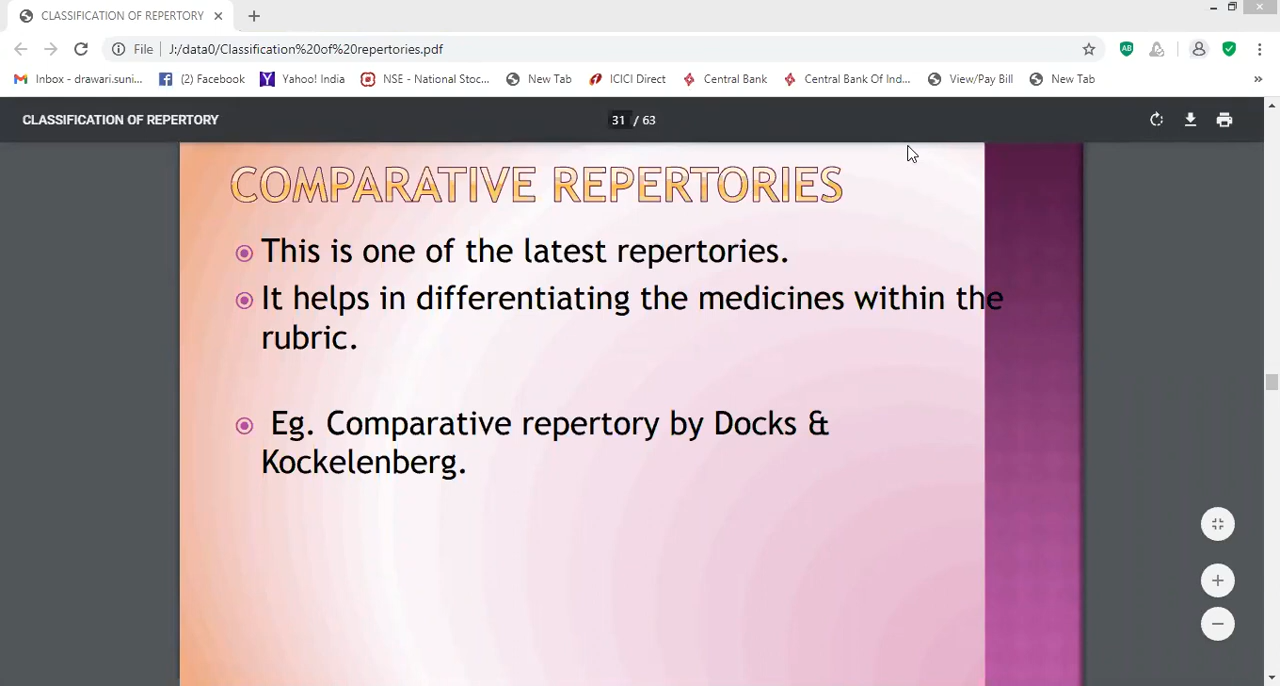 CLASSIFICATION OF REPERTORY
File J:/data0/Classification%20of%20repertories.pdf
Inbox - drawari.suni... (2) Facebook Yahoo! India NSE - National Stoc... New Tab ICICI Direct Central Bank Central Bank Of Ind... View/Pay Bill New Tab »
CLASSIFICATION OF REPERTORY 31 / 63
COMPARATIVE REPERTORIES
This is one of the latest repertories.
It helps in differentiating the medicines within the
rubric.
Eg. Comparative repertory by Docks &
Kockelenberg.